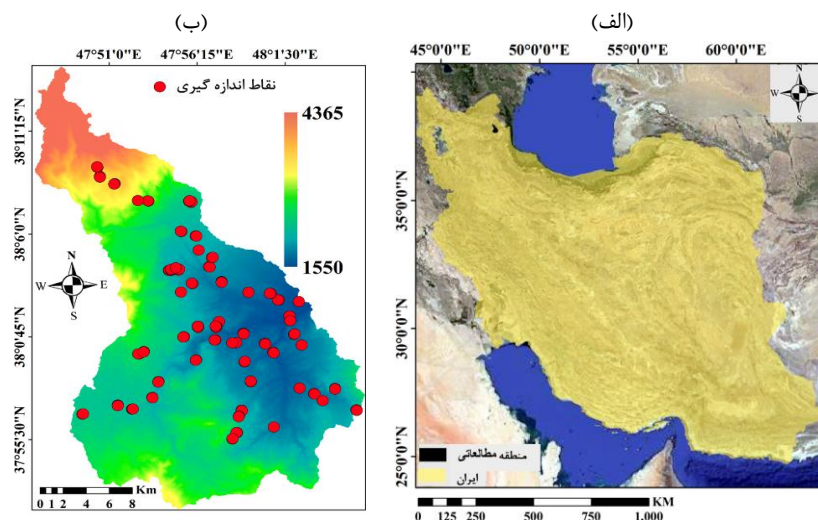 (الف)
45°0'0"E 50°0'0"E 55°0'0"E 60°0'0"E
35°0'0"N
30°0'0"N
25°0'0"N
N
W
S
منطقه مطالعاتی
ایران
KM
0 125 250 500 750 1,000
(ب)
47°51'0"E 47°56'15"E 48°1'30"E
38°11'15"N
38°6'0"N
38°0'45"N
37°55'30"N
نقاط اندازه گیری
4365
1550
N
W E
S
Km
0 1 2 4 6 8